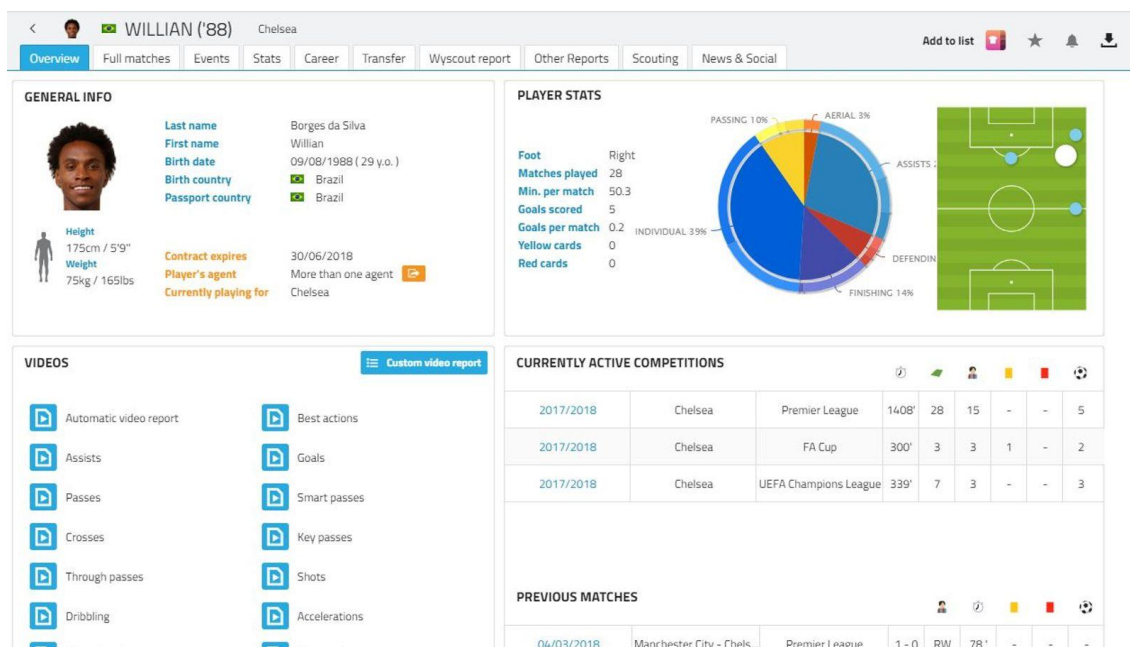 WILLIAN ('88) Chelsea
Add to list
Overview Full matches Events Stats Career Transfer Wyscout report Other Reports Scouting News & Social
GENERAL INFO
Last name Borges da Silva
First name Willian
Birth date 09/08/1988 ( 29 y.o. )
Birth country Brazil
Passport country Brazil
Height
175cm / 5'9"
Weight
75kg / 165lbs
Contract expires 30/06/2018
Player's agent More than one agent
Currently playing for Chelsea
PLAYER STATS
Foot Right
Matches played 28
Min. per match 50.3
Goals scored 5
Goals per match 0.2
Yellow cards 0
Red cards 0
PASSING 10%
AERIAL 3%
ASSISTS 2
INDIVIDUAL 39%
DEFENDIN
FINISHING 14%
VIDEOS
Custom video report
Automatic video report Best actions
Assists Goals
Passes Smart passes
Crosses Key passes
Through passes Shots
Dribbling Accelerations
CURRENTLY ACTIVE COMPETITIONS
2017/2018 Chelsea Premier League 1408' 28 15 - - 5
2017/2018 Chelsea FA Cup 300' 3 3 1 - 2
2017/2018 Chelsea UEFA Champions League 339' 7 3 - - 3
PREVIOUS MATCHES
04/03/2018 Manchester City - Chels... Premier League 1 - 0 RW 78 ' - - -